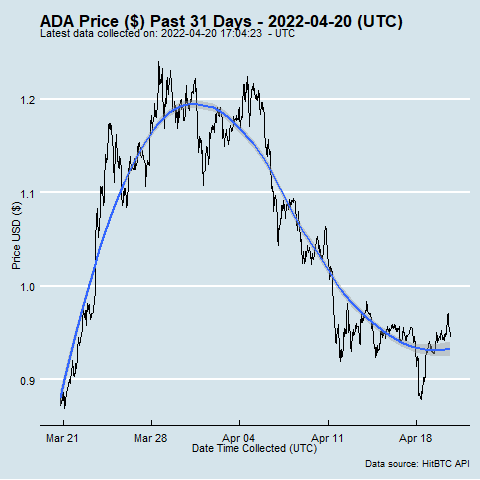 ADA Price ($) Past 31 Days - 2022-04-20 (UTC)
Latest data collected on: 2022-04-20 17:04:23 - UTC
Price USD ($)
1.2
1.1
1.0
0.9
Mar 21 Mar 28 Apr 04 Apr 11 Apr 18
Date Time Collected (UTC)
Data source: HitBTC API